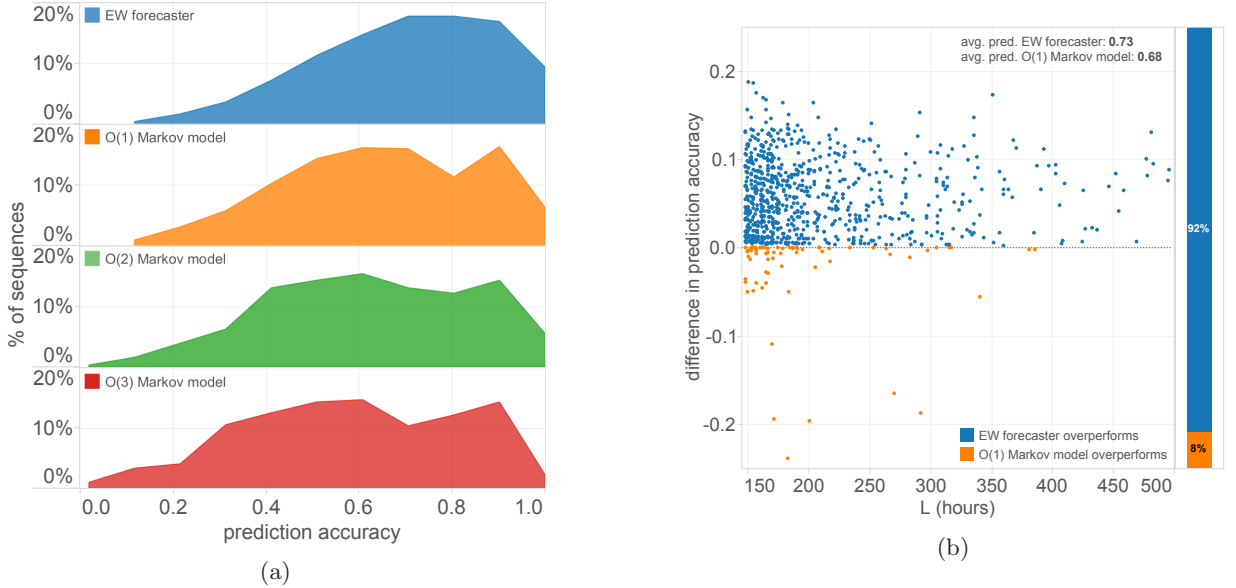 % of sequences
20%
EW forecaster
10%
0%
20%
O(1) Markov model
10%
0%
20%
O(2) Markov model
10%
0%
20%
O(3) Markov model
10%
0%
0.0 0.2 0.4 0.6 0.8 1.0
prediction accuracy
(a)
difference in prediction accuracy
avg. pred. EW forecaster: 0.73
avg. pred. O(1) Markov model: 0.68
0.2
0.1
0.0
-0.1
-0.2
92%
8%
EW forecaster overperforms
O(1) Markov model overperforms
150 200 250 300 350 400 450 500
L (hours)
(b)